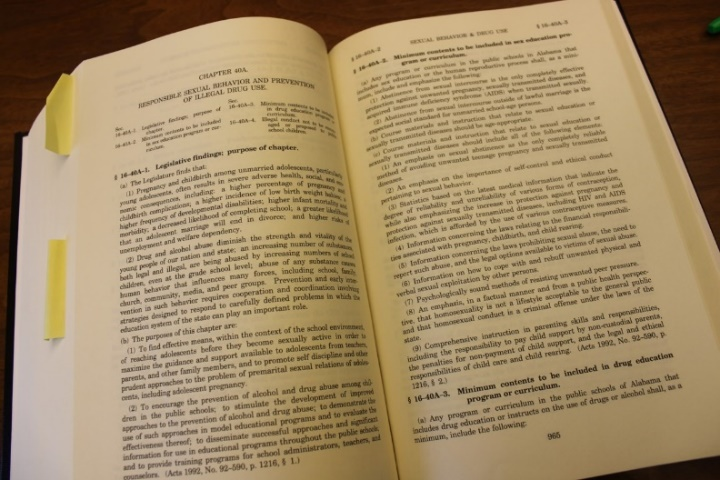 CHAPTER 40A.
RESPONSIBLE SEXUAL BEHAVIOR AND PREVENTION
OF ILLEGAL DRUG USE.
Sec.
16-40A-1. Legislative findings; purpose of
chapter.
16-40A-2. Minimum contents to be included
in sex education program or cur-
riculum.
Sec.
16-40A-3. Minimum contents to be included
in drug education
curriculum.
16-40A-4. Illegal conduct not to be
school children.
§ 16-40A-1. Legislative findings; purpose of chapter.
(a) The Legislature finds that:
(1) Pregnancy and childbirth among unmarried adolescents, particularly
young adolescents, often results in severe adverse health, social, and
economic consequences, including: a higher percentage of pregnancy and
childbirth complications; a higher incidence of low birth weight babies; a
higher frequency of developmental disabilities; higher infant mortality and
morbidity; a decreased likelihood of completing school; a greater likelihood
that an adolescent marriage will end in divorce; and higher risks of
unemployment and welfare dependency.
(2) Drug and alcohol abuse diminish the strength and vitality of the
young people of our nation and state; an increasing number of substances,
both legal and illegal, are being abused by increasing numbers of school
children, even at the grade school level; abuse of any substance causes
human behavior that influences many forces, including school, family,
church, community, media, and peer groups. Prevention and early inter-
vention in such behavior requires cooperation and coordination involving
strategies designed to respond to carefully defined problems in which the
education system of the state can play an important role.
(b) The purposes of this chapter are:
(1) To find effective means, within the context of the school environment,
of reaching adolescents before they become sexually active in order to
maximize the guidance and support available to adolescents from teachers,
parents, and other family members, and to promote self discipline and other
prudent approaches to the problem of premarital sexual relations of adoles-
cents, including adolescent pregnancy.
(2) To encourage the prevention of alcohol and drug abuse among chil-
dren in the public schools; to stimulate the development of improved
approaches to the prevention of alcohol and drug abuse; to demonstrate the
use of such approaches in model educational programs and to evaluate the
effectiveness thereof; to disseminate successful approaches and significant
information for use in educational programs throughout the public schools;
and to provide training programs for school administrators, teachers, and
counselors. (Acts 1992, No. 92-590, p. 1216, § 1.)
§ 16-40A-2 SEXUAL BEHAVIOR & DRUG USE § 16-40A-3
§ 16-40A-2. Minimum contents to be included in sex education pro-
gram or curriculum.
(a) Any program or curriculum in the public schools in Alabama that
includes sex education or the human reproductive process shall, as a mini-
mum, include and emphasize the following:
(1) Abstinence from sexual intercourse is the only completely effective
protection against unwanted pregnancy, sexually transmitted diseases, and
acquired immune deficiency syndrome (AIDS) when transmitted sexually.
(2) Abstinence from sexual intercourse outside of lawful marriage is the
expected social standard for unmarried school-age persons.
(b) Course materials and instruction that relate to sexual education or
sexually transmitted diseases should be age-appropriate.
(c) Course materials and instruction that relate to sexual education or
sexually transmitted diseases should include all of the following elements:
(1) An emphasis on sexual abstinence as the only completely reliable
method of avoiding unwanted teenage pregnancy and sexually transmitted
diseases.
(2) An emphasis on the importance of self-control and ethical conduct
pertaining to sexual behavior.
(3) Statistics based on the latest medical information that indicate the
degree of reliability and unreliability of various forms of contraception,
while also emphasizing the increase in protection against pregnancy and
protection against sexually transmitted diseases, including HIV and AIDS
infection, which is afforded by the use of various contraceptive measures.
(4) Information concerning the laws relating to the financial responsibili-
ties associated with pregnancy, childbirth, and child rearing.
(5) Information concerning the laws prohibiting sexual abuse, the need to
report such abuse, and the legal options available to victims of sexual abuse.
(6) Information on how to cope with and rebuff unwanted physical and
verbal sexual exploitation by other persons.
(7) Psychologically sound methods of resisting unwanted peer pressure.
(8) An emphasis, in a factual manner and from a public health perspec-
tive, that homosexuality is not a lifestyle acceptable to the general public
and that homosexual conduct is a criminal offense under the laws of the
state.
(9) Comprehensive instruction in parenting skills and responsibilities,
including the responsibility to pay child support by non-custodial parents,
the penalties for non-payment of child support, and the legal and ethical
responsibilities of child care and child rearing. (Acts 1992, No. 92-590, p.
1216, § 2.)
§ 16-40A-3. Minimum contents to be included in drug education
program or curriculum.
(a) Any program or curriculum in the public schools of Alabama that
includes drug education or instructs on the use of drugs or alcohol shall, as a
minimum, include the following:
965